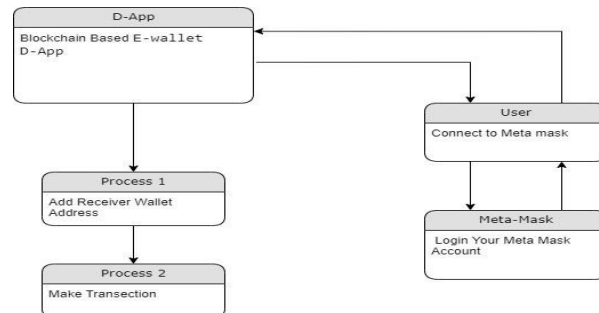 D-App
Blockchain Based E-wallet
D-App
User
Connect to Meta mask
Process 1
Add Receiver Wallet
Address
Meta-Mask
Login Your Meta Mask
Account
Process 2
Make Transection